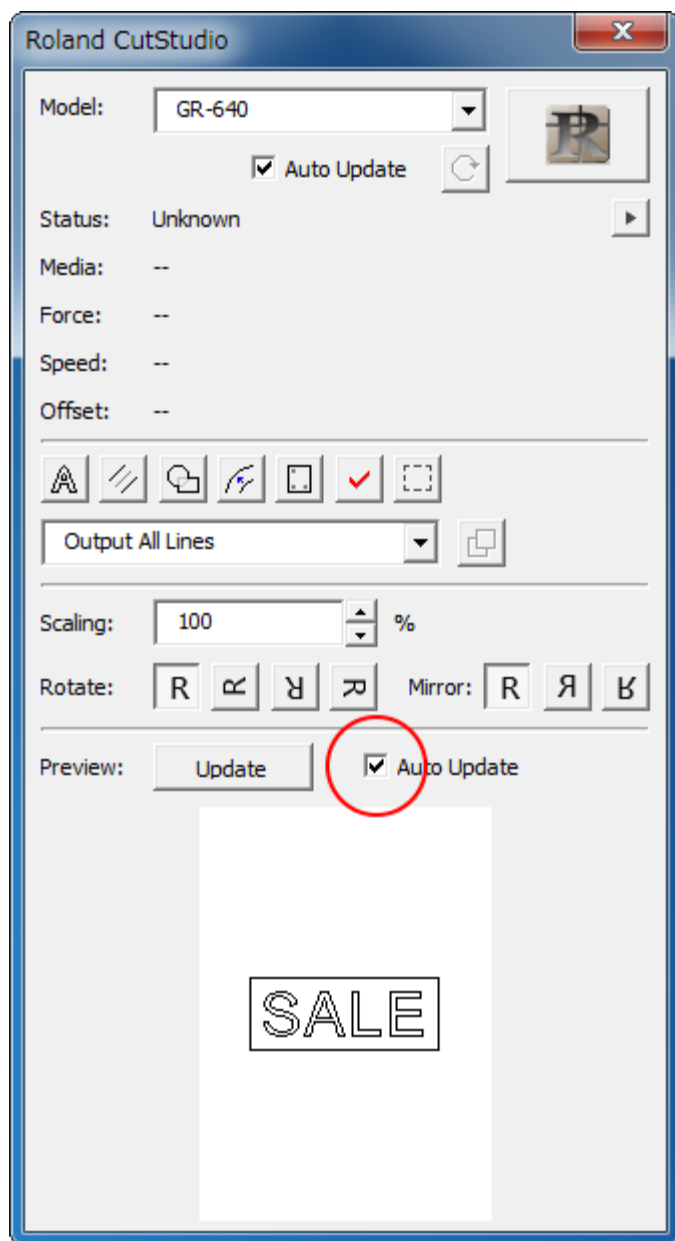 Roland CutStudio
Model: GR-640
Auto Update
Status: Unknown
Media: --
Force: --
Speed: --
Offset: --
Output All Lines
Scaling: 100 %
Rotate: R R R R Mirror: R R R
Preview: Update Auto Update
SALE